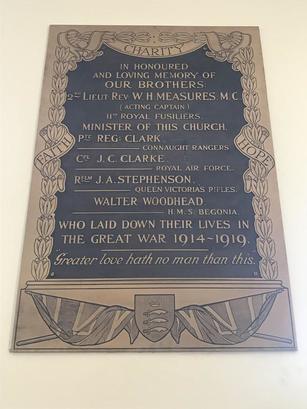 CHARITY
IN HONOURED
AND LOVING MEMORY OF
OUR BROTHERS:
2ND LIEUT REV. W.H. MEASURES. M.C.
(ACTING CAPTAIN)
11TH ROYAL FUSILIERS.
MINISTER OF THIS CHURCH.
FAITH
HOPE
PTE REG: CLARK.
CONNAUGHT RANGERS
CPL J.C. CLARKE.
ROYAL AIR FORCE.
RFLM J.A. STEPHENSON.
QUEEN VICTORIAS RIFLES.
WALTER WOODHEAD.
H.M.S. BEGONIA.
WHO LAID DOWN THEIR LIVES IN
THE GREAT WAR 1914-1919.
"Greater love hath no man than this."